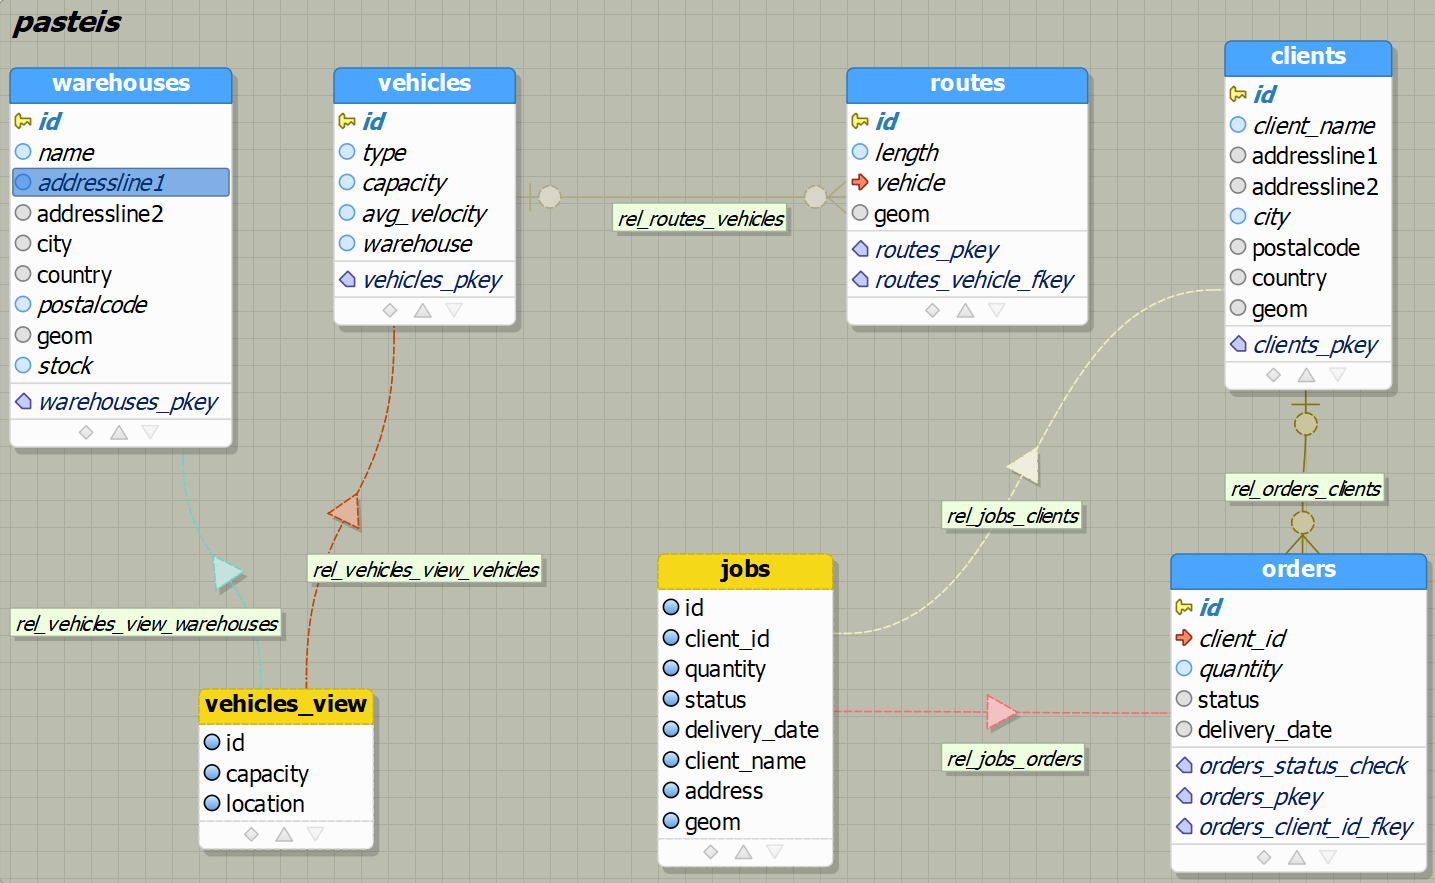 pasteis
warehouses
id
name
addressline1
addressline2
city
country
postalcode
geom
stock
warehouses_pkey
vehicles
id
type
capacity
avg_velocity
warehouse
vehicles_pkey
rel_routes_vehicles
routes
id
length
vehicle
geom
routes_pkey
routes_vehicle_fkey
clients
id
client_name
addressline1
addressline2
city
postalcode
country
geom
clients_pkey
rel_orders_clients
rel_jobs_clients
rel_vehicles_view_vehicles
rel_vehicles_view_warehouses
vehicles_view
id
capacity
location
jobs
id
client_id
quantity
status
delivery_date
client_name
address
geom
rel_jobs_orders
orders
id
client_id
quantity
status
delivery_date
orders_status_check
orders_pkey
orders_client_id_fkey